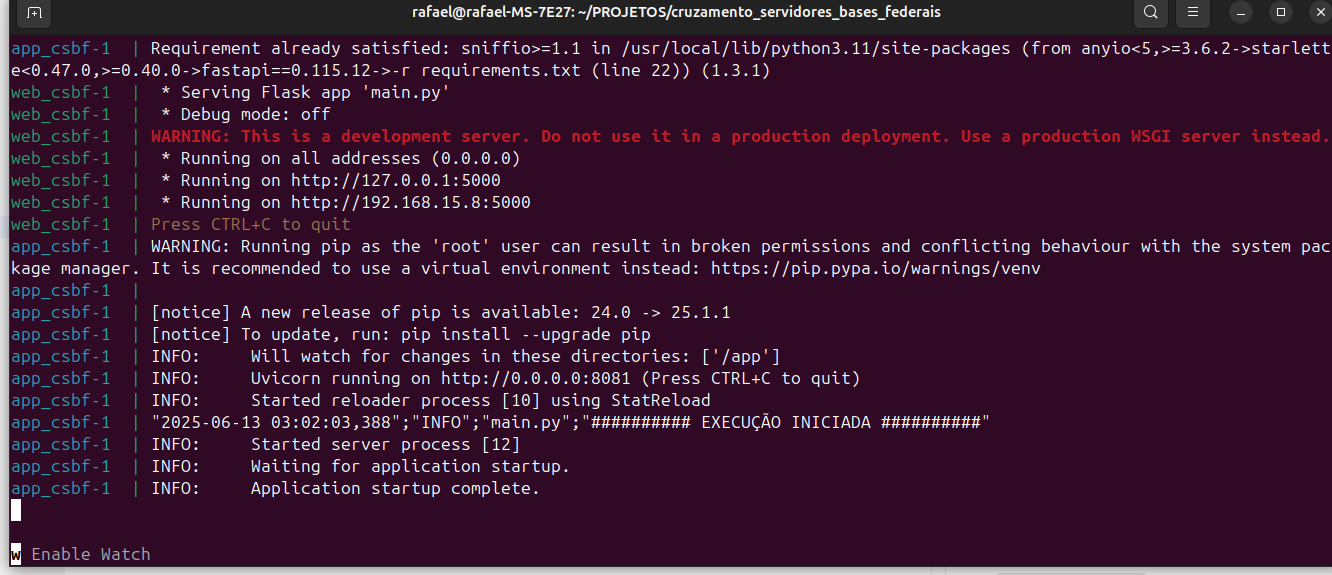 rafael@rafael-MS-7E27: ~/PROJETOS/cruzamento_servidores_bases_federais
app_csbf-1  | Requirement already satisfied: sniffio>=1.1 in /usr/local/lib/python3.11/site-packages (from anyio<5,>=3.6.2->starlett
e<0.47.0,>=0.40.0->fastapi==0.115.12->-r requirements.txt (line 22)) (1.3.1)
web_csbf-1  |  * Serving Flask app 'main.py'
web_csbf-1  |  * Debug mode: off
web_csbf-1  | WARNING: This is a development server. Do not use it in a production deployment. Use a production WSGI server instead.
web_csbf-1  |  * Running on all addresses (0.0.0.0)
web_csbf-1  |  * Running on http://127.0.0.1:5000
web_csbf-1  |  * Running on http://192.168.15.8:5000
web_csbf-1  | Press CTRL+C to quit
app_csbf-1  | WARNING: Running pip as the 'root' user can result in broken permissions and conflicting behaviour with the system pac
kage manager. It is recommended to use a virtual environment instead: https://pip.pypa.io/warnings/venv
app_csbf-1  |
app_csbf-1  | [notice] A new release of pip is available: 24.0 -> 25.1.1
app_csbf-1  | [notice] To update, run: pip install --upgrade pip
app_csbf-1  | INFO:     Will watch for changes in these directories: ['/app']
app_csbf-1  | INFO:     Uvicorn running on http://0.0.0.0:8081 (Press CTRL+C to quit)
app_csbf-1  | INFO:     Started reloader process [10] using StatReload
app_csbf-1  | "2025-06-13 03:02:03,388";"INFO";"main.py";"########## EXECUÇÃO INICIADA ##########"
app_csbf-1  | INFO:     Started server process [12]
app_csbf-1  | INFO:     Waiting for application startup.
app_csbf-1  | INFO:     Application startup complete.
w Enable Watch